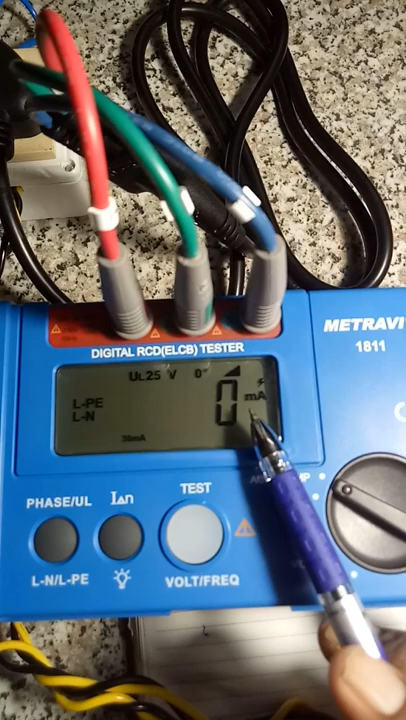 METRAVI
1811
DIGITAL RCD(ELCB) TESTER
UL25 V 0°
L-PE
L-N
0 mA
30mA
PHASE/UL
IΔn
TEST
L-N/L-PE
VOLT/FREQ